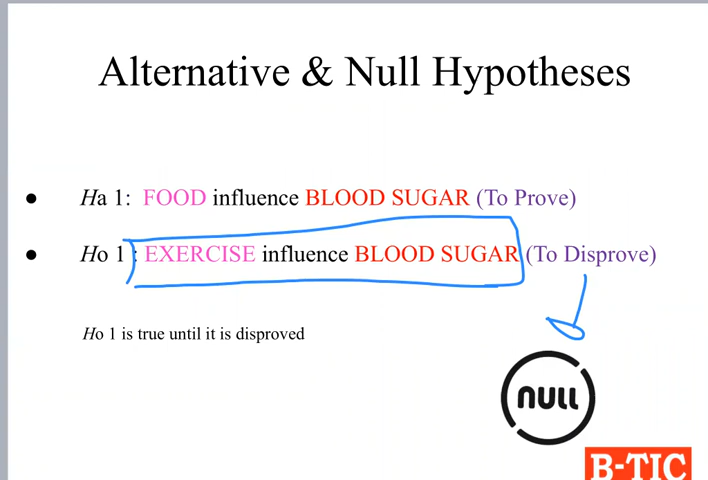 Alternative & Null Hypotheses
● Ha 1: FOOD influence BLOOD SUGAR (To Prove)
● Ho 1 : EXERCISE influence BLOOD SUGAR (To Disprove)
Ho 1 is true until it is disproved
NULL
B-TIC